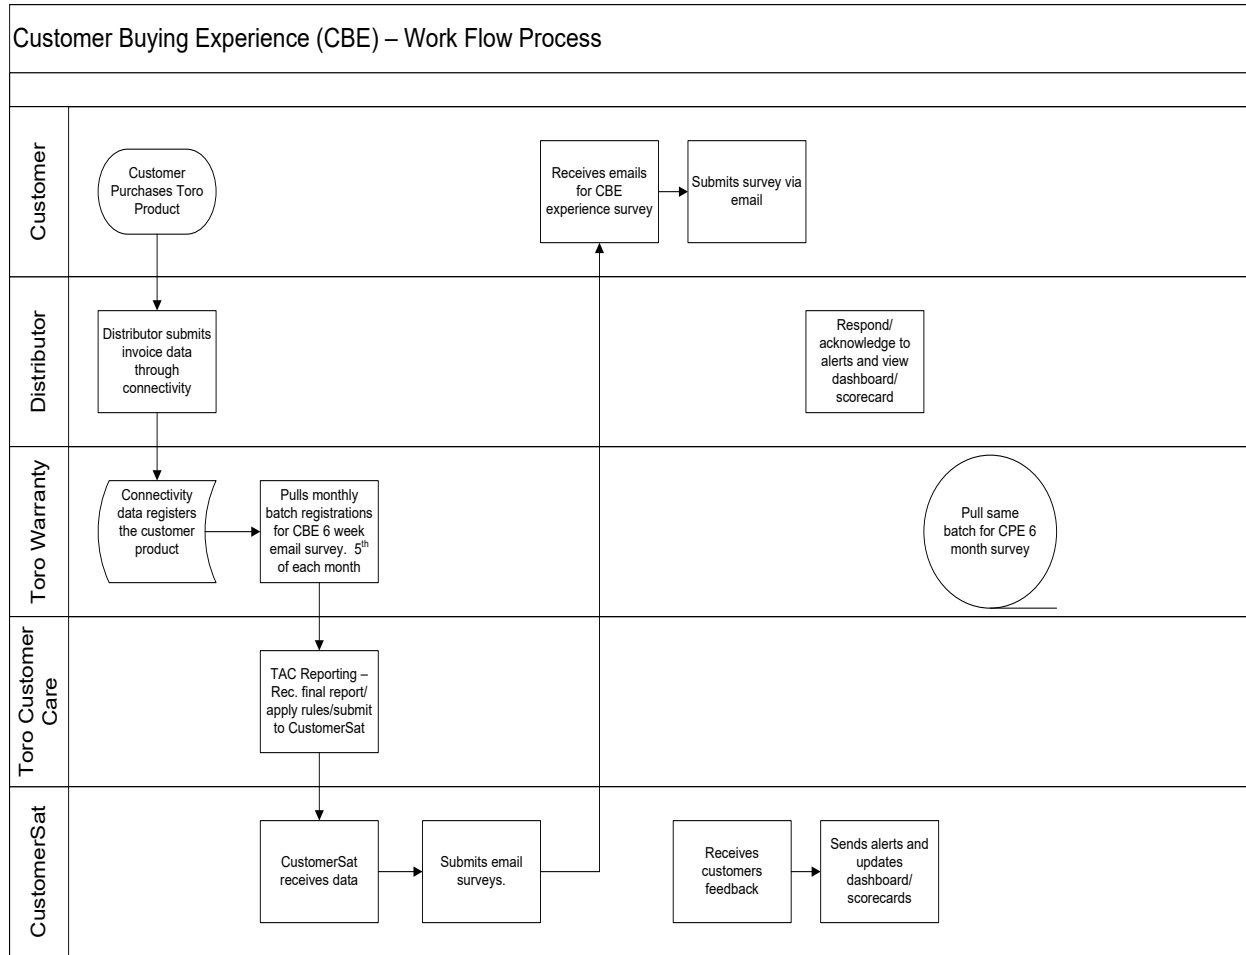 Customer Buying Experience (CBE) – Work Flow Process
Customer
Customer
Purchases Toro
Product
Receives emails
for CBE
experience survey
Submits survey via
email
Distributor
Distributor submits
invoice data
through
connectivity
Respond/
acknowledge to
alerts and view
dashboard/
scorecard
Toro Warranty
Connectivity
data registers
the customer
product
Pulls monthly
batch registrations
for CBE 6 week
email survey.  5th
of each month
Pull same
batch for CPE 6
month survey
Toro Customer
Care
TAC Reporting –
Rec. final report/
apply rules/submit
to CustomerSat
CustomerSat
CustomerSat
receives data
Submits email
surveys.
Receives
customers
feedback
Sends alerts and
updates
dashboard/
scorecards